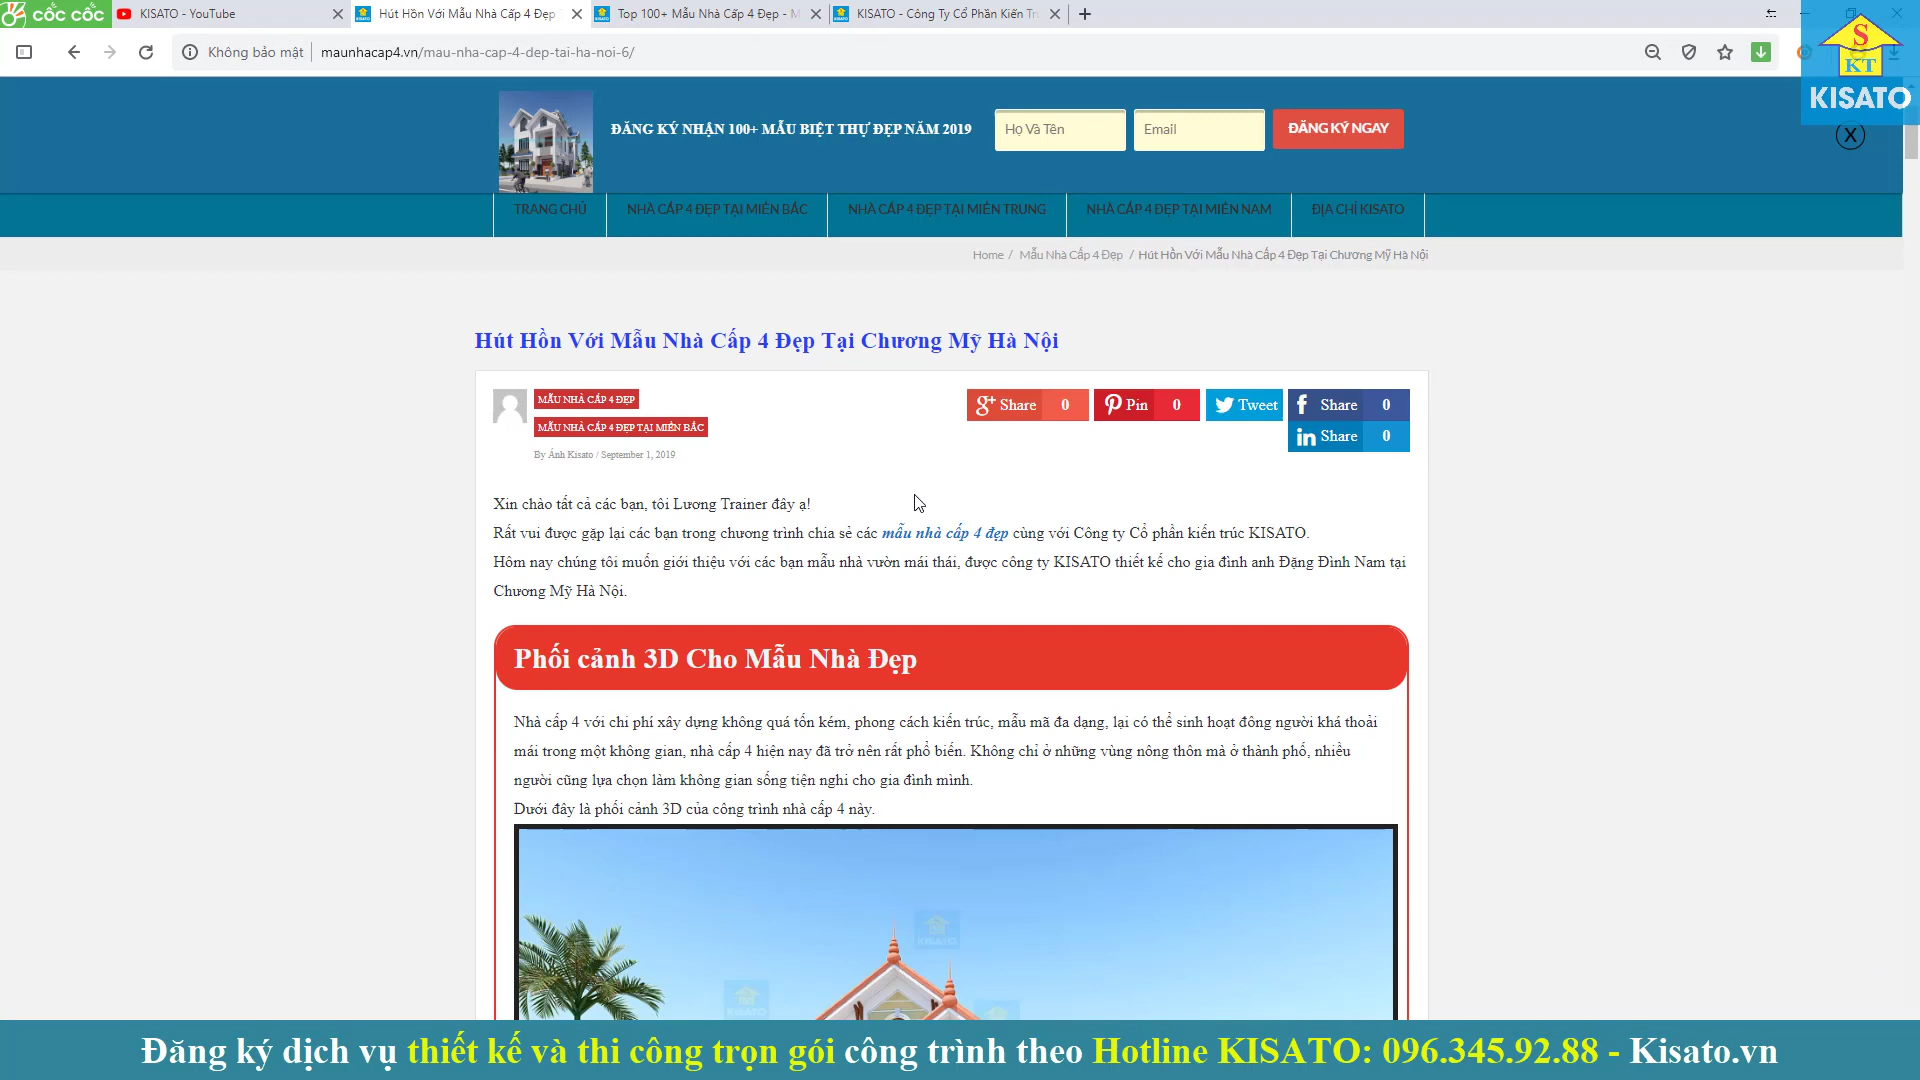 cốc cốc
KISATO - YouTube
Hút Hồn Với Mẫu Nhà Cấp 4 Đẹp
Top 100+ Mẫu Nhà Cấp 4 Đẹp - M
KISATO - Công Ty Cổ Phần Kiến Tr
Không bảo mật
maunhacap4.vn/mau-nha-cap-4-dep-tai-ha-noi-6/
S
KT
KISATO
ĐĂNG KÝ NHẬN 100+ MẪU BIỆT THỰ ĐẸP NĂM 2019
Họ Và Tên
Email
ĐĂNG KÝ NGAY
X
TRANG CHỦ
NHÀ CẤP 4 ĐẸP TẠI MIỀN BẮC
NHÀ CẤP 4 ĐẸP TẠI MIỀN TRUNG
NHÀ CẤP 4 ĐẸP TẠI MIỀN NAM
ĐỊA CHỈ KISATO
Home / Mẫu Nhà Cấp 4 Đẹp / Hút Hồn Với Mẫu Nhà Cấp 4 Đẹp Tại Chương Mỹ Hà Nội
Hút Hồn Với Mẫu Nhà Cấp 4 Đẹp Tại Chương Mỹ Hà Nội
MẪU NHÀ CẤP 4 ĐẸP
MẪU NHÀ CẤP 4 ĐẸP TẠI MIỀN BẮC
By Ánh Kisato / September 1, 2019
Share 0
Pin 0
Tweet
Share 0
Share 0
Xin chào tất cả các bạn, tôi Lương Trainer đây ạ!
Rất vui được gặp lại các bạn trong chương trình chia sẻ các mẫu nhà cấp 4 đẹp cùng với Công ty Cổ phần kiến trúc KISATO.
Hôm nay chúng tôi muốn giới thiệu với các bạn mẫu nhà vườn mái thái, được công ty KISATO thiết kế cho gia đình anh Đặng Đình Nam tại
Chương Mỹ Hà Nội.
Phối cảnh 3D Cho Mẫu Nhà Đẹp
Nhà cấp 4 với chi phí xây dựng không quá tốn kém, phong cách kiến trúc, mẫu mã đa dạng, lại có thể sinh hoạt đông người khá thoải
mái trong một không gian, nhà cấp 4 hiện nay đã trở nên rất phổ biến. Không chỉ ở những vùng nông thôn mà ở thành phố, nhiều
người cũng lựa chọn làm không gian sống tiện nghi cho gia đình mình.
Dưới đây là phối cảnh 3D của công trình nhà cấp 4 này.
KISATO
KISATO
Đăng ký dịch vụ thiết kế và thi công trọn gói công trình theo Hotline KISATO: 096.345.92.88 - Kisato.vn